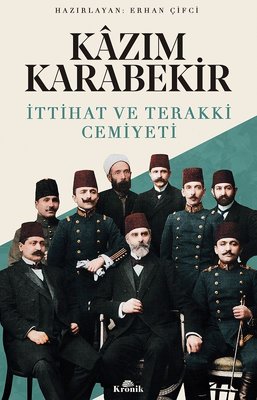 HAZIRLAYAN: ERHAN ÇİFCİ
KÂZIM
KARABEKİR
İTTİHAT VE TERAKKİ
CEMİYETİ
Kronik